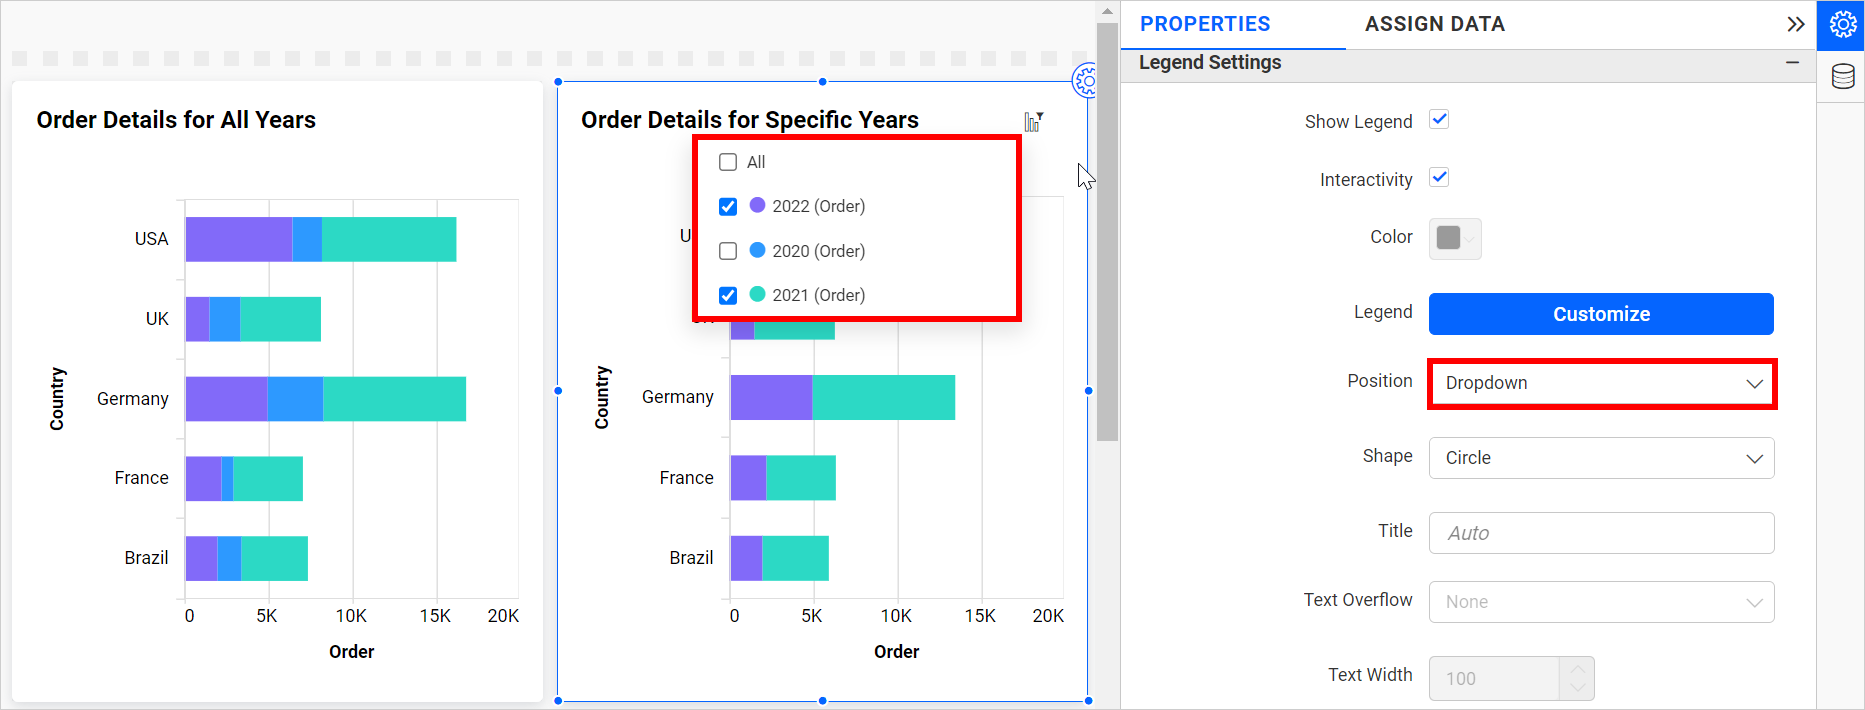 PROPERTIES
ASSIGN DATA
Legend Settings
Order Details for All Years
USA
UK
Germany
France
Brazil
Country
0 5K 10K 15K 20K
Order
Order Details for Specific Years
All
2022 (Order)
2020 (Order)
2021 (Order)
Germany
France
Brazil
Country
0 5K 10K 15K 20K
Order
Show Legend
Interactivity
Color
Legend Customize
Position Dropdown
Shape Circle
Title Auto
Text Overflow None
Text Width 100